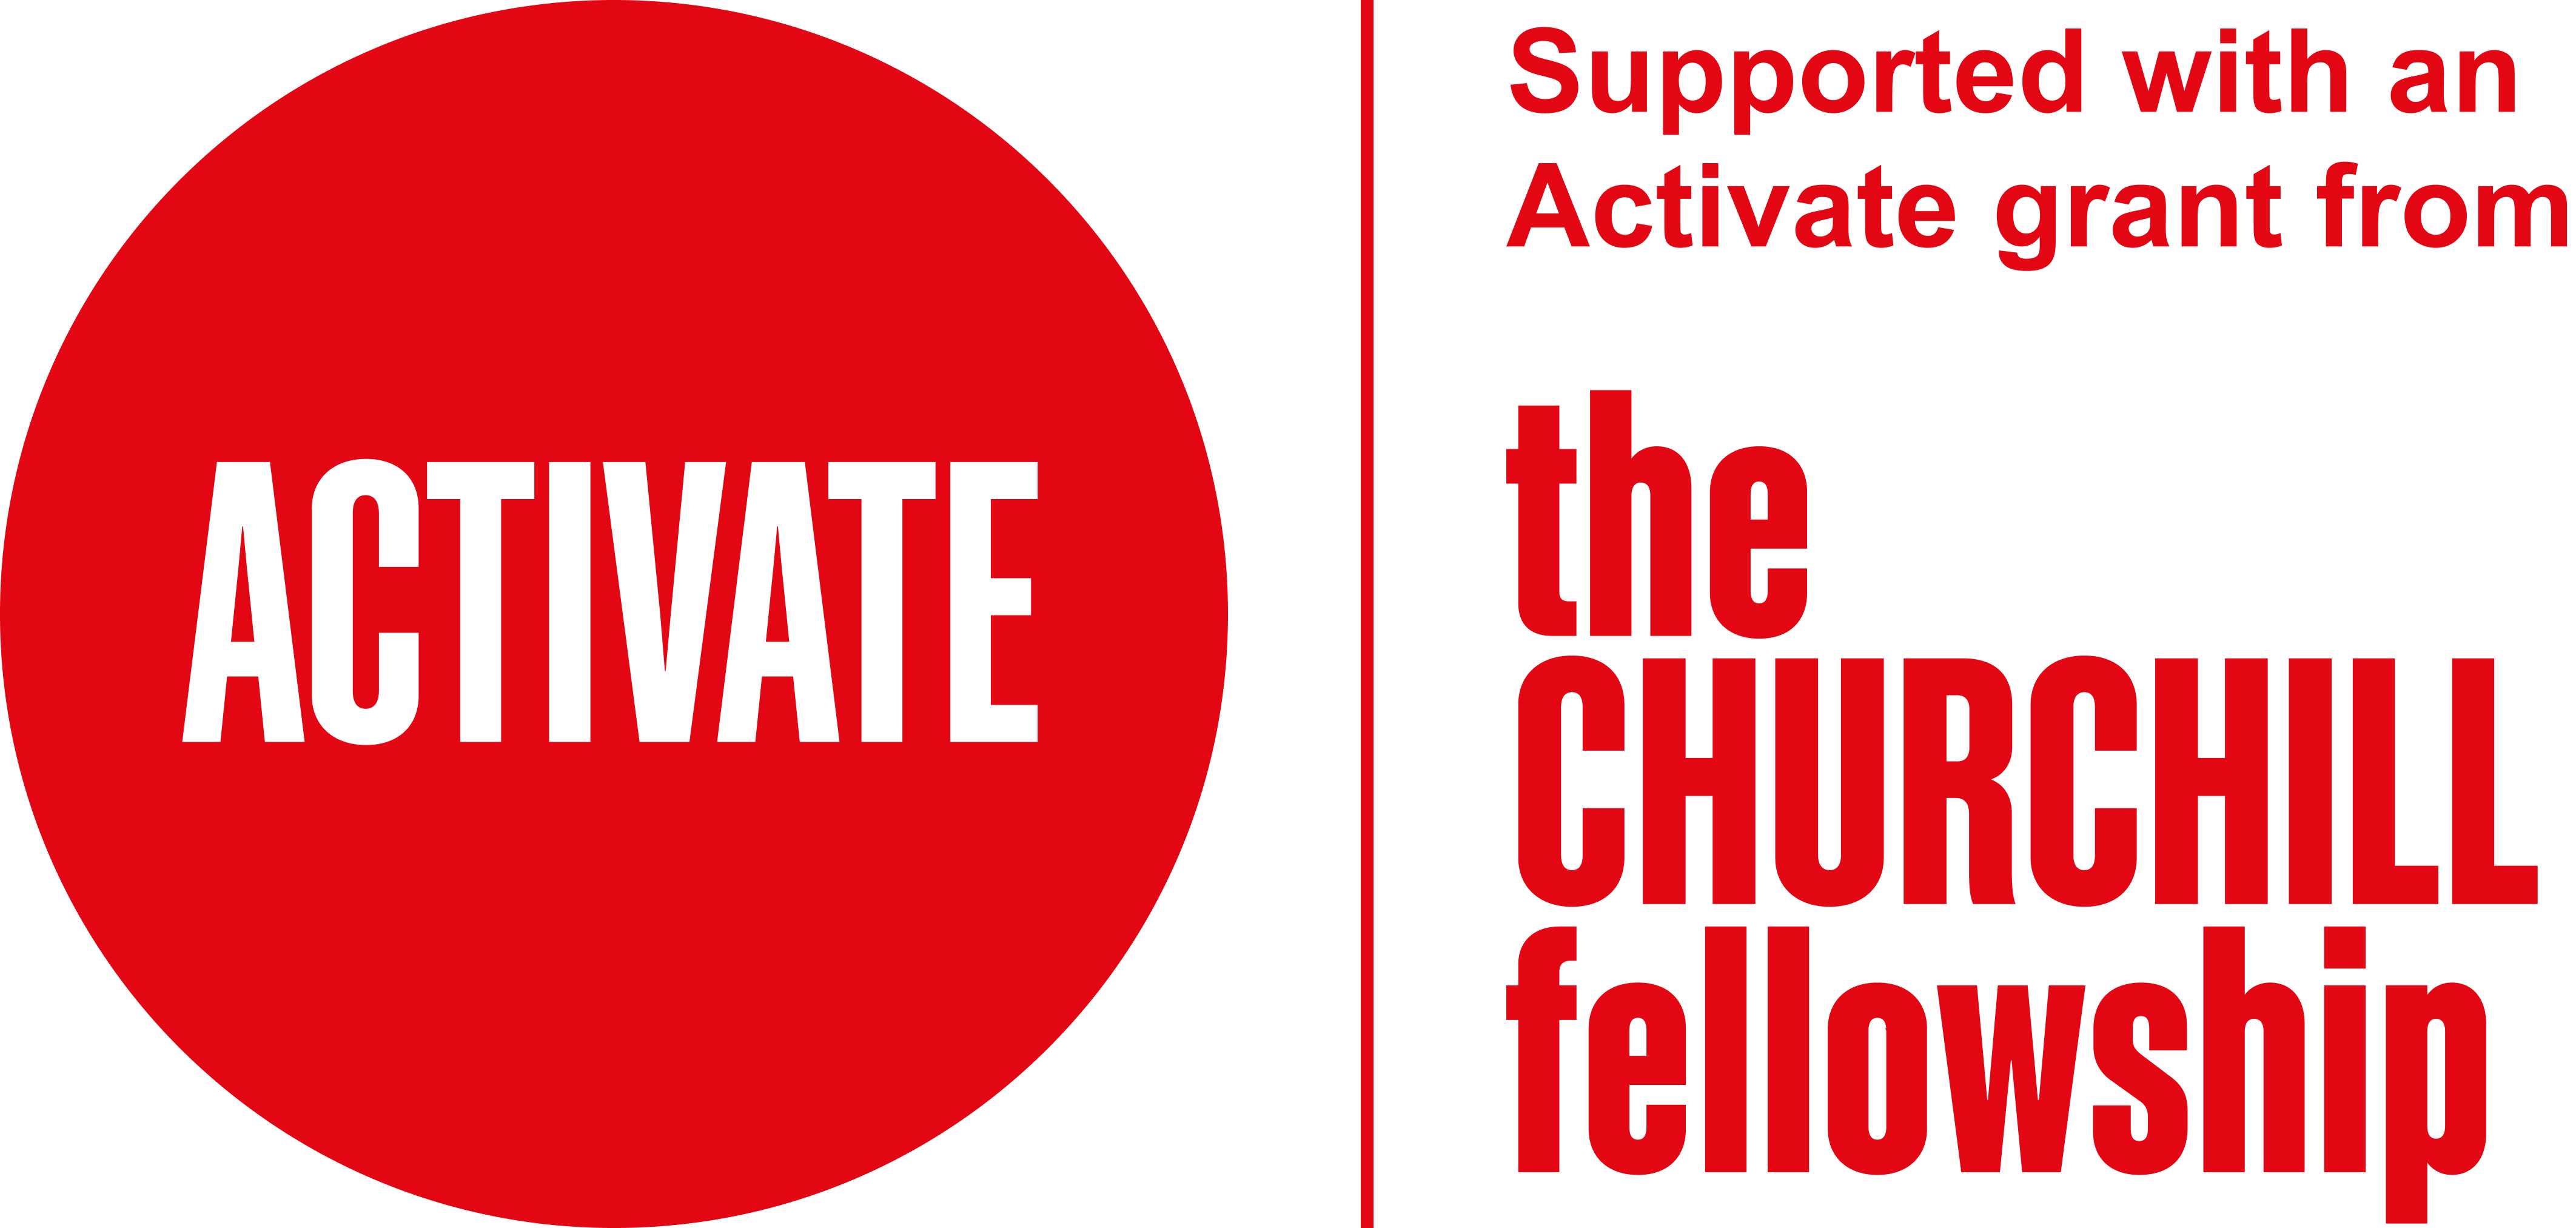 ACTIVATE
Supported with an
Activate grant from
the
CHURCHILL
fellowship